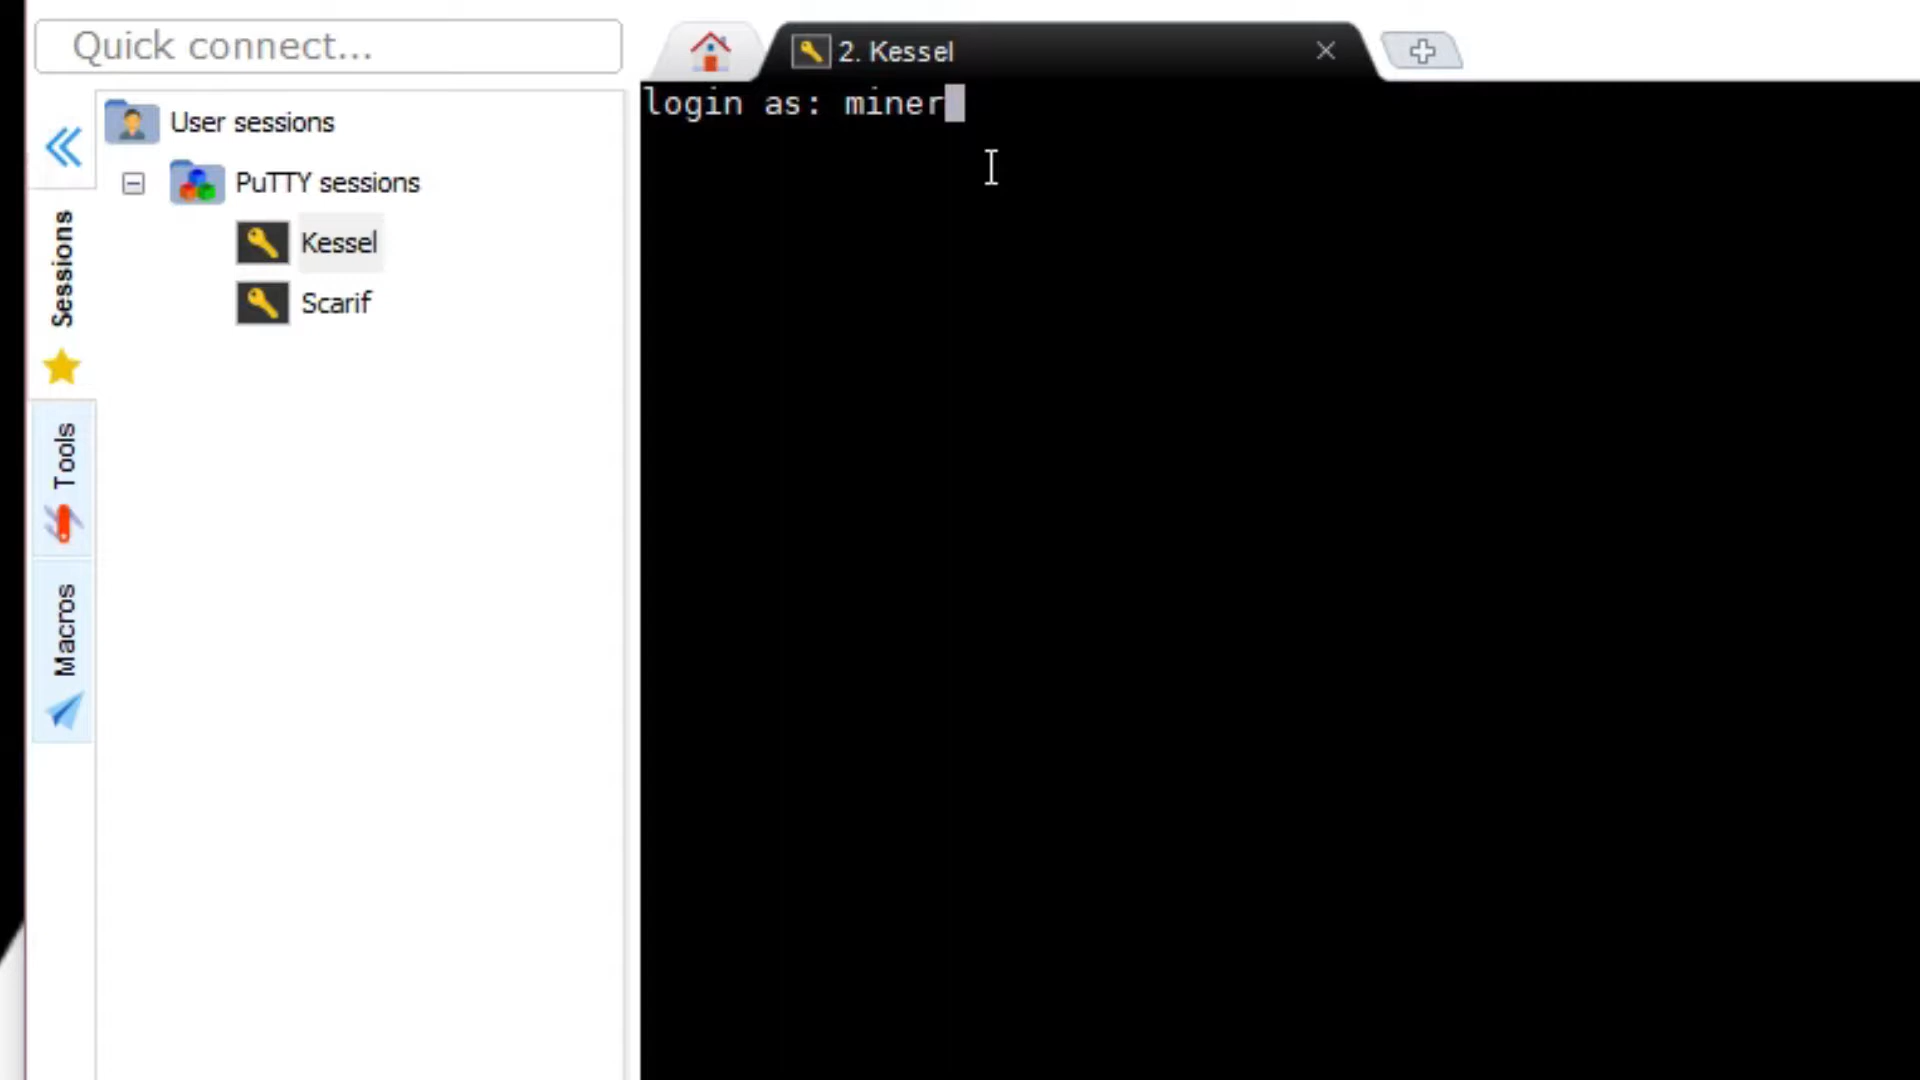 Quick connect...
2. Kessel
login as: miner
User sessions
PuTTY sessions
Kessel
Scarif
Sessions
Tools
Macros